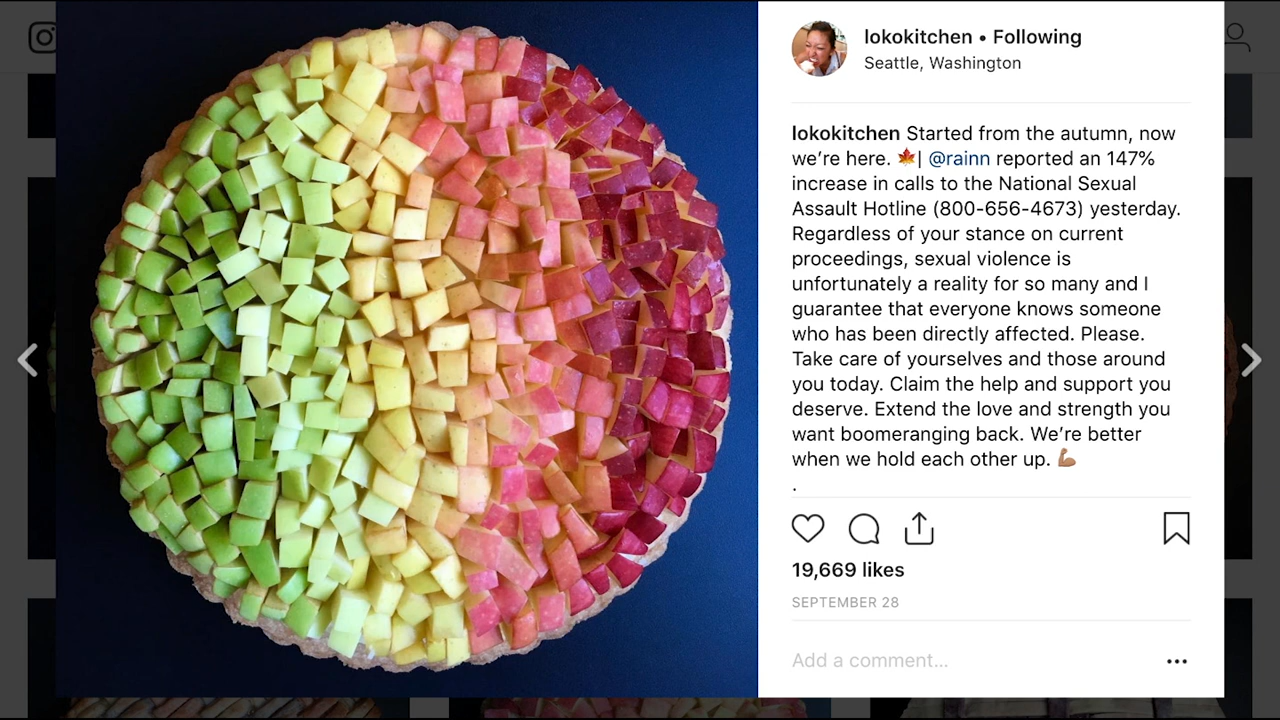 lokokitchen • Following
Seattle, Washington
lokokitchen Started from the autumn, now
we're here. 🍁| @rainn reported an 147%
increase in calls to the National Sexual
Assault Hotline (800-656-4673) yesterday.
Regardless of your stance on current
proceedings, sexual violence is
unfortunately a reality for so many and I
guarantee that everyone knows someone
who has been directly affected. Please.
Take care of yourselves and those around
you today. Claim the help and support you
deserve. Extend the love and strength you
want boomeranging back. We're better
when we hold each other up. 💪🏽
.
19,669 likes
SEPTEMBER 28
Add a comment...